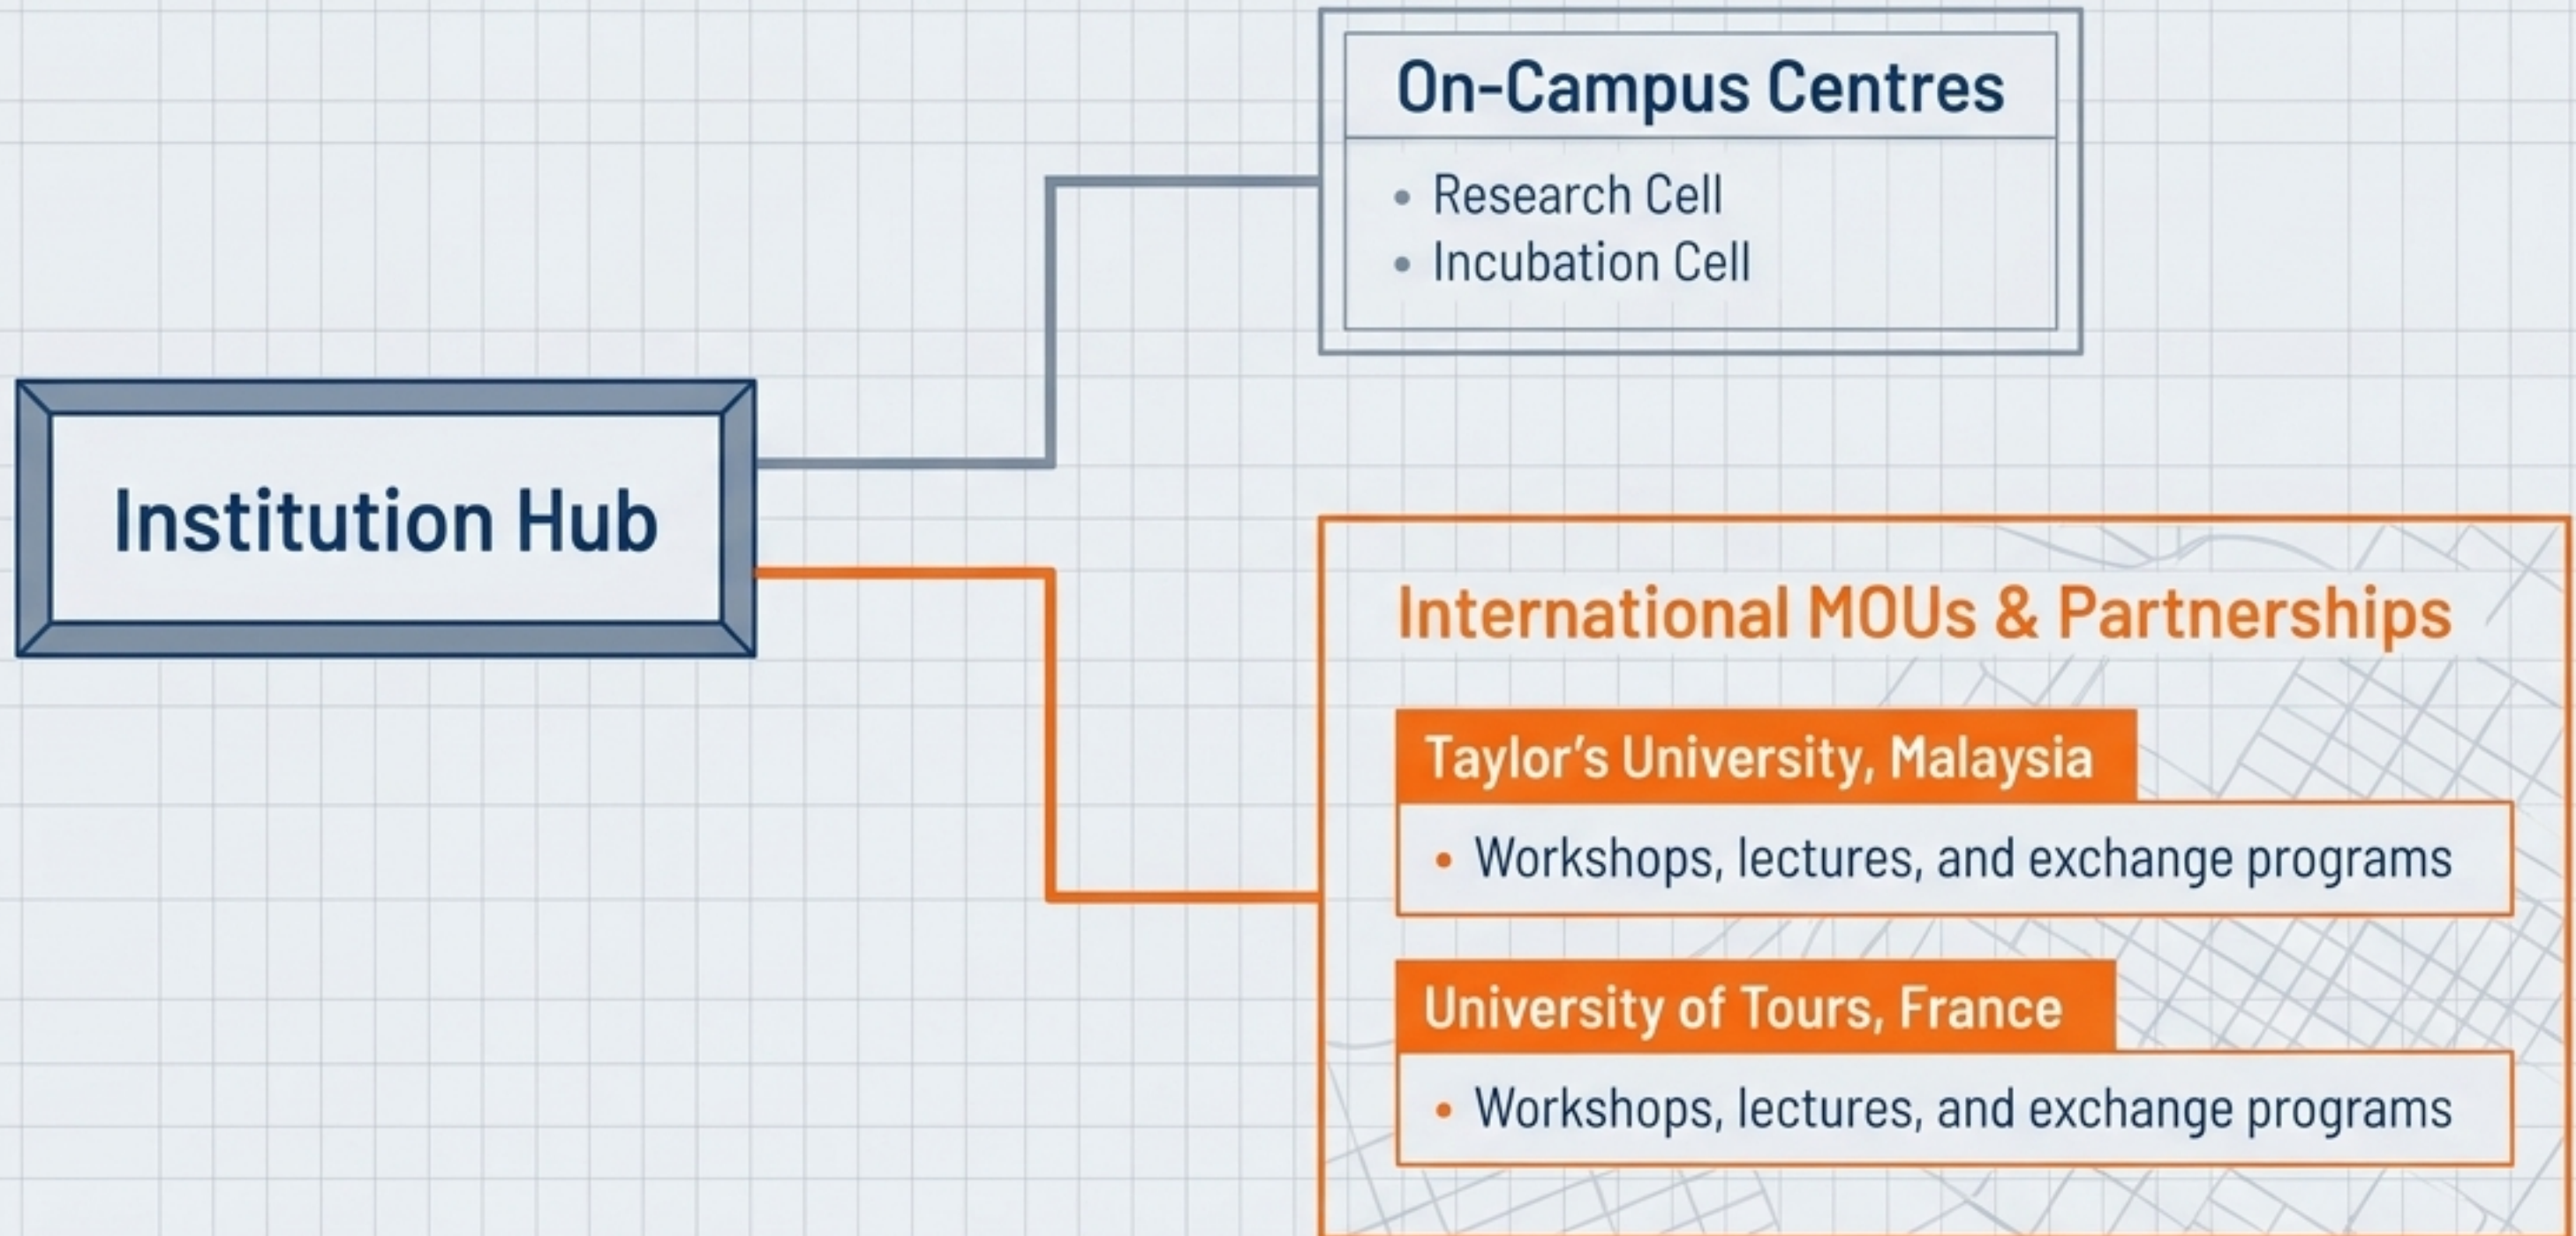 On-Campus Centres
• Research Cell
• Incubation Cell
Institution Hub
International MOUs & Partnerships
Taylor’s University, Malaysia
• Workshops, lectures, and exchange programs
University of Tours, France
• Workshops, lectures, and exchange programs